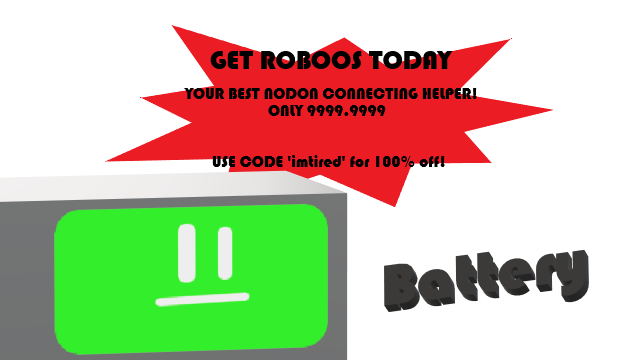 GET ROBOOS TODAY
YOUR BEST NODON CONNECTING HELPER!
ONLY 9999.9999
USE CODE 'imtired' for 100% off!
Battery